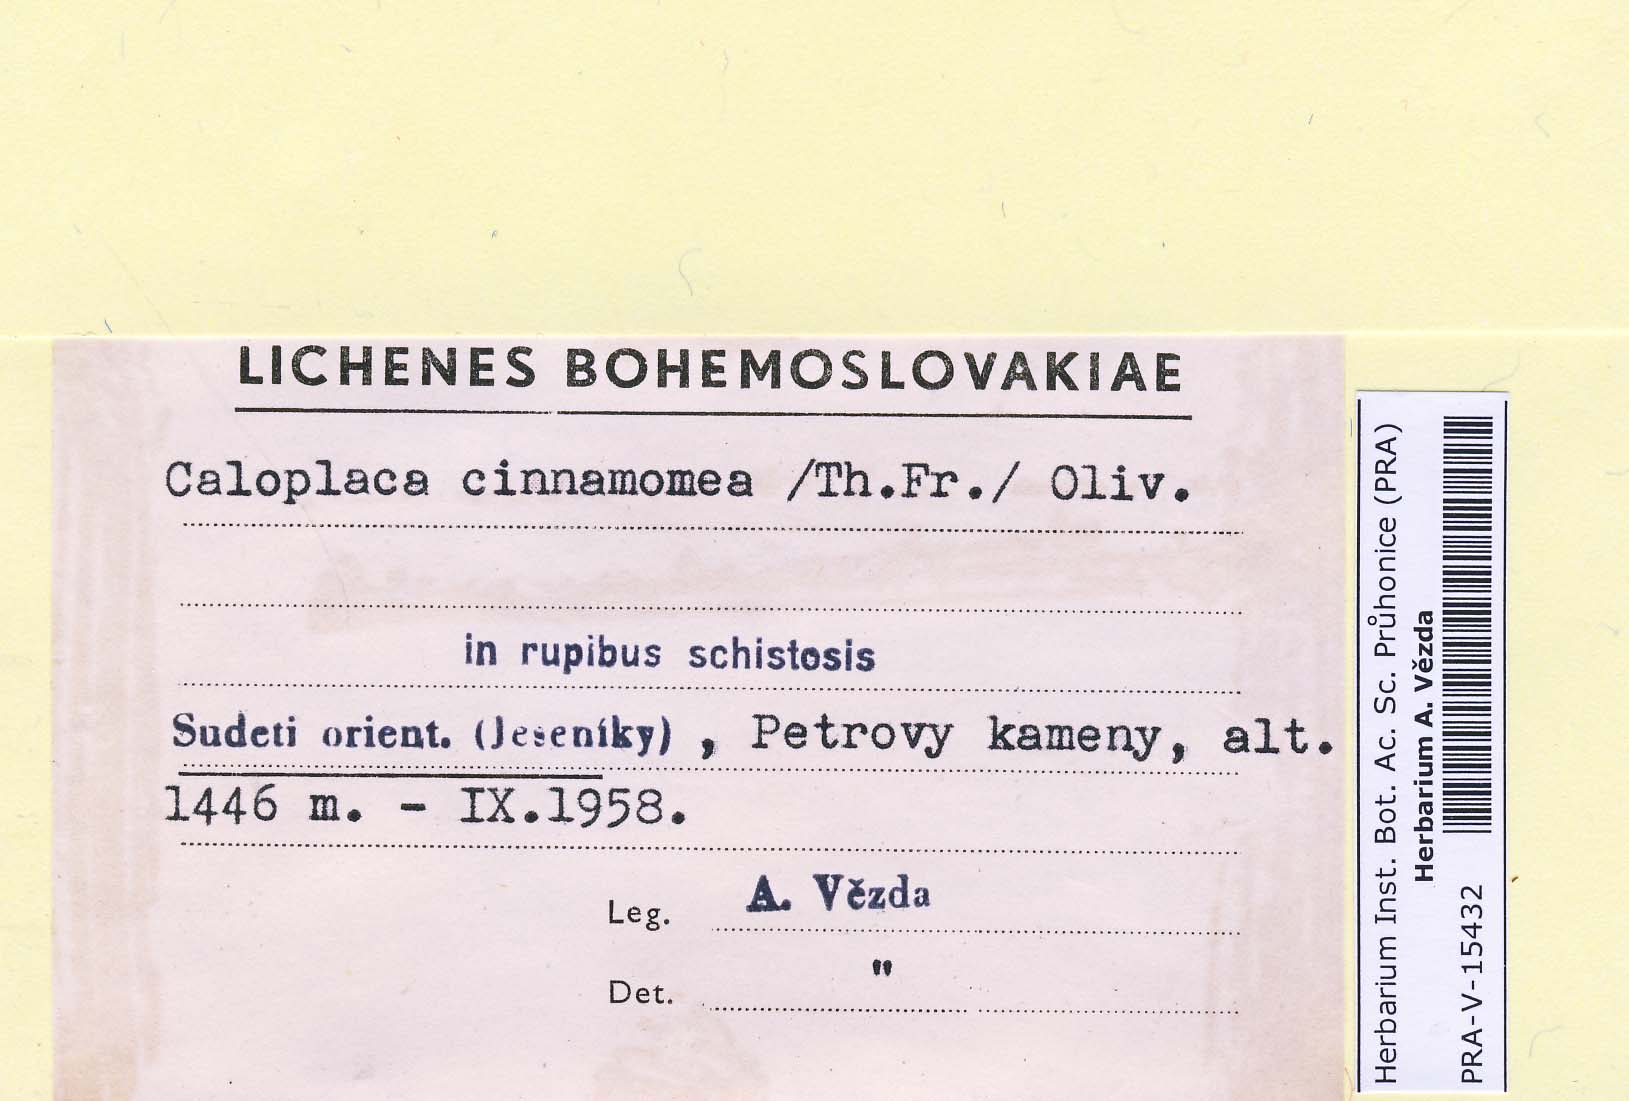 LICHENES BOHEMOSLOVAKIAE
Caloplaca cinnamomea /Th.Fr./ Oliv.
in rupibus schistosis
Sudeti orient. (Jeseníky) , Petrovy kameny, alt.
1446 m. - IX.1958.
Leg. A. Vězda
Det. "
Herbarium Inst. Bot. Ac. Sc. Průhonice (PRA)
Herbarium A. Vězda
PRA-V-15432